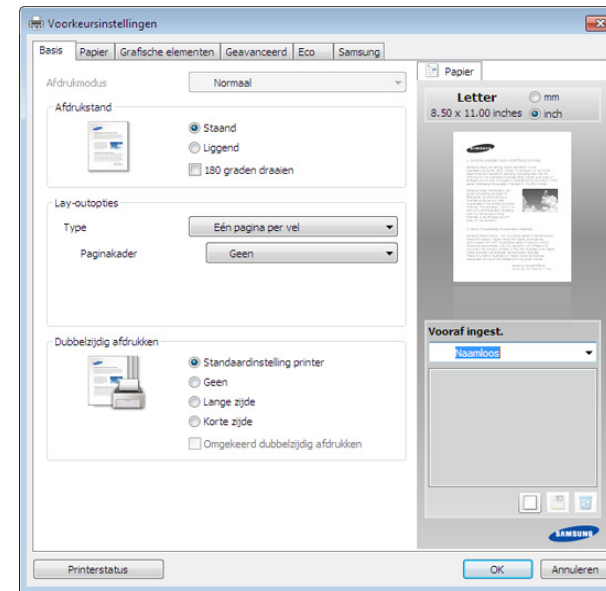 Voorkeursinstellingen
Basis Papier Grafische elementen Geavanceerd Eco Samsung
Afdrukmodus Normaal
Afdrukstand
Staand
Liggend
180 graden draaien
Lay-outopties
Type Eén pagina per vel
Paginakader Geen
Dubbelzijdig afdrukken
Standaardinstelling printer
Geen
Lange zijde
Korte zijde
Omgekeerd dubbelzijdig afdrukken
Papier
Letter mm
8.50 x 11.00 inches inch
SAMSUNG
Vooraf ingest.
Naamloos
SAMSUNG
Printerstatus OK Annuleren